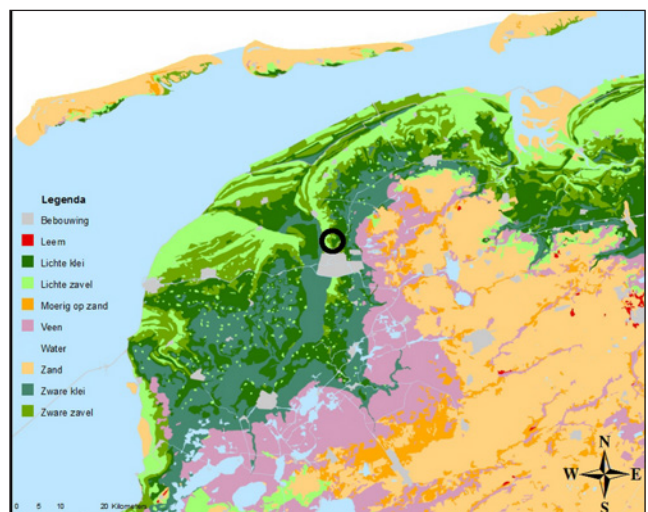 Legenda
Bebouwing
Leem
Lichte klei
Lichte zavel
Moerig op zand
Veen
Water
Zand
Zware klei
Zware zavel
N
W E
S
0 5 10 20 Kilometers